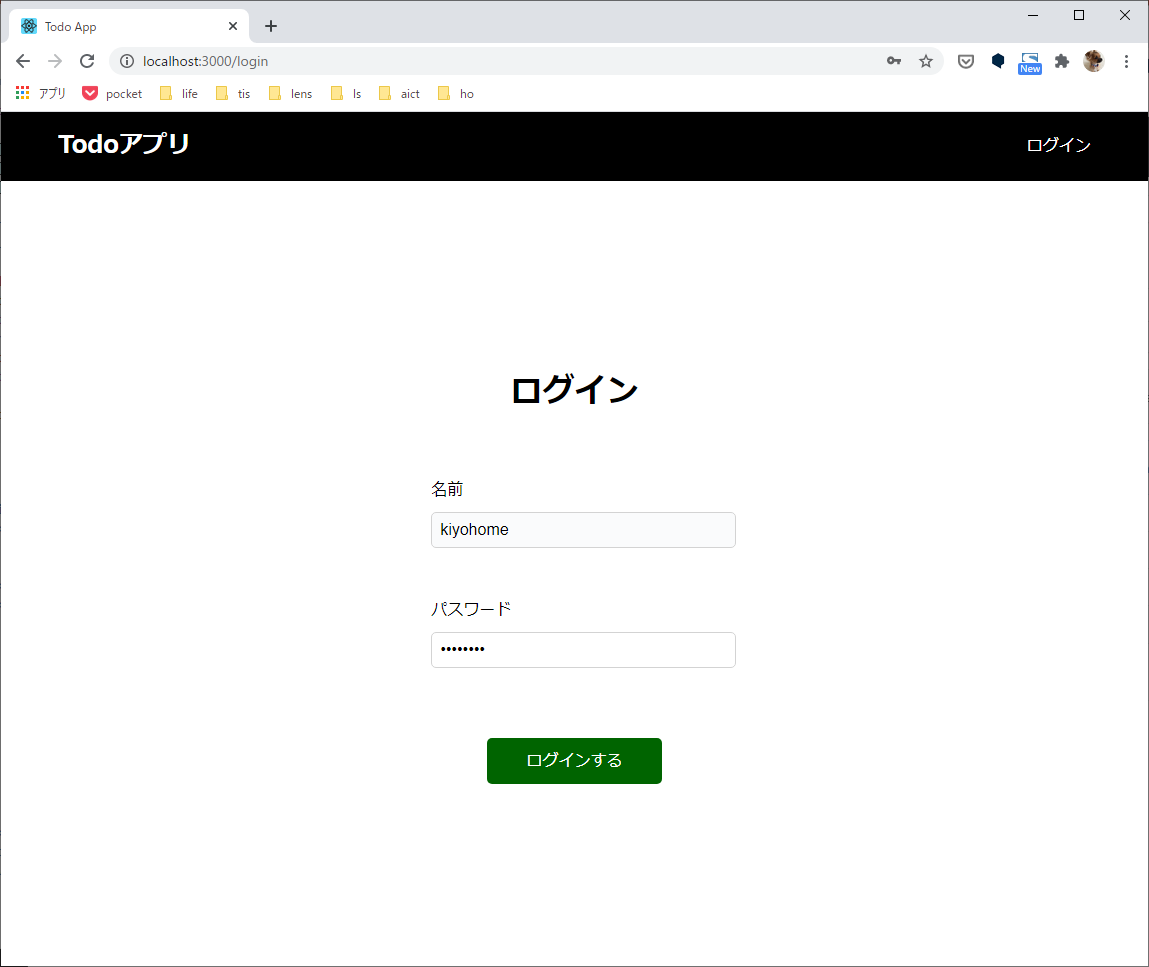 Todo App
localhost:3000/login
New
アプリ pocket life tis lens ls aict ho
Todoアプリ ログイン
ログイン
名前
kiyohome
パスワード
••••••••
ログインする